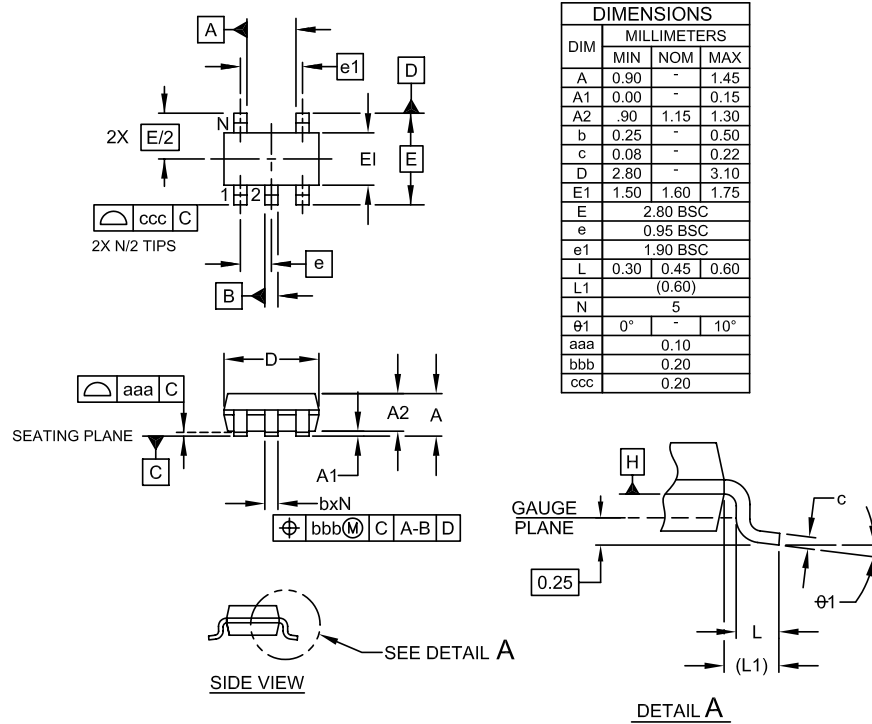 A
e1
D
2X E/2
N
EI
E
1 2
⌓ ccc C
2X N/2 TIPS
e
B
D
⌓ aaa C
A2 A
SEATING PLANE
C
A1
bxN
⌖ bbbⓂ C A-B D
SEE DETAIL A
SIDE VIEW
DIMENSIONS
DIM MILLIMETERS
MIN NOM MAX
A 0.90 - 1.45
A1 0.00 - 0.15
A2 .90 1.15 1.30
b 0.25 - 0.50
c 0.08 - 0.22
D 2.80 - 3.10
E1 1.50 1.60 1.75
E 2.80 BSC
e 0.95 BSC
e1 1.90 BSC
L 0.30 0.45 0.60
L1 (0.60)
N 5
θ1 0° - 10°
aaa 0.10
bbb 0.20
ccc 0.20
H
c
GAUGE
PLANE
0.25
θ1
L
(L1)
DETAIL A